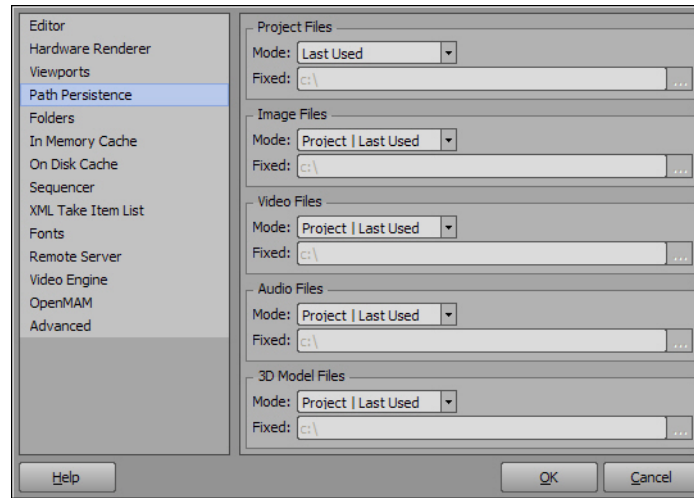 Editor
Hardware Renderer
Viewports
Path Persistence
Folders
In Memory Cache
On Disk Cache
Sequencer
XML Take Item List
Fonts
Remote Server
Video Engine
OpenMAM
Advanced
Project Files
Mode: Last Used
Fixed: c:\ ...
Image Files
Mode: Project | Last Used
Fixed: c:\ ...
Video Files
Mode: Project | Last Used
Fixed: c:\ ...
Audio Files
Mode: Project | Last Used
Fixed: c:\ ...
3D Model Files
Mode: Project | Last Used
Fixed: c:\ ...
Help OK Cancel